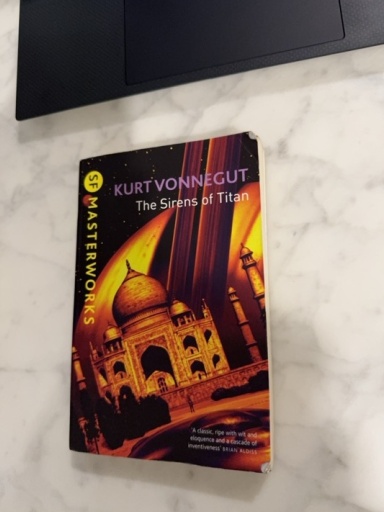 SF MASTERWORKS
KURT VONNEGUT
The Sirens of Titan
'A classic, ripe with wit and
eloquence and a cascade of
inventiveness' BRIAN ALDISS